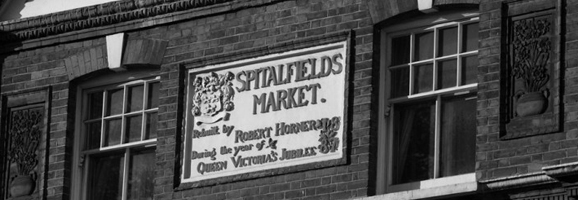 SPITALFIELDS
MARKET.
Rebuilt by ROBERT HORNER
During the year of
QUEEN VICTORIA'S JUBILEE